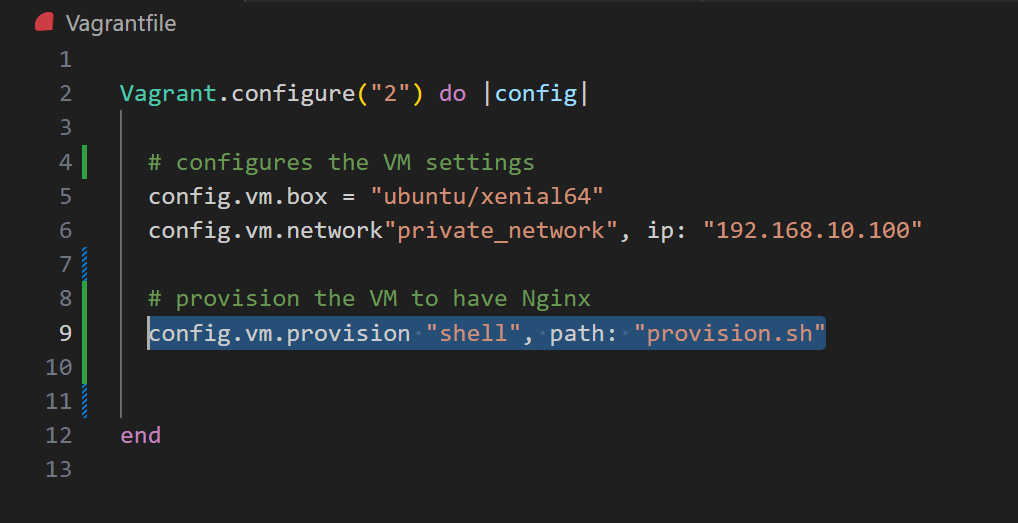 Vagrantfile
1
2 Vagrant.configure("2") do |config|
3
4 # configures the VM settings
5 config.vm.box = "ubuntu/xenial64"
6 config.vm.network"private_network", ip: "192.168.10.100"
7
8 # provision the VM to have Nginx
9 config.vm.provision "shell", path: "provision.sh"
10
11
12 end
13